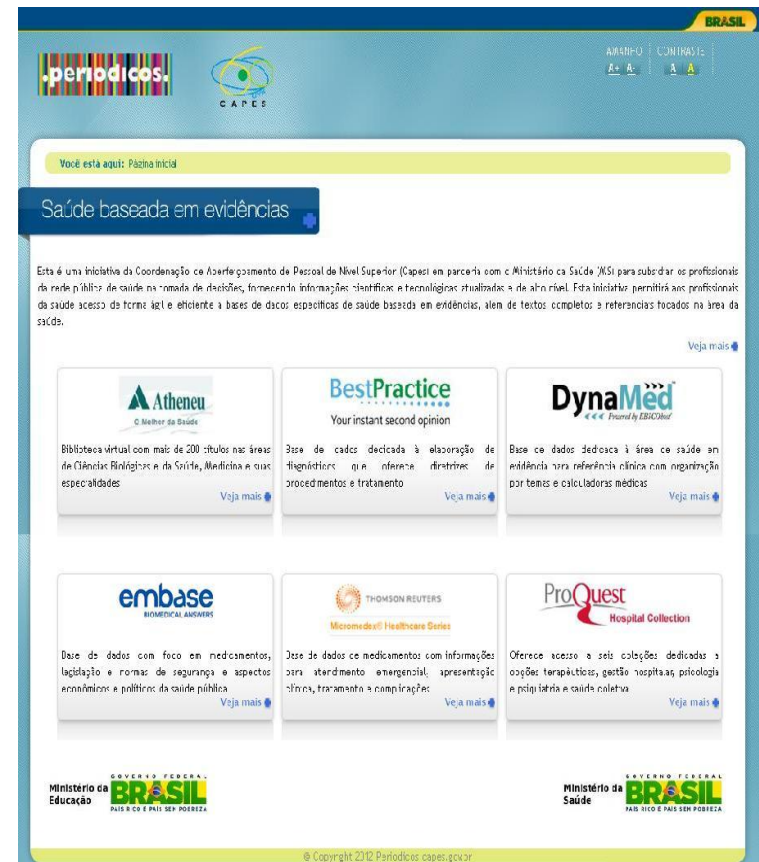 BRASIL
AMANHO CONTRASTE
A+ A- A A
.periodicos.
CAPES
Você está aqui: Página inicial
Saúde baseada em evidências
Esta é uma iniciativa da Coordenação de Aperfeiçoamento de Pessoal de Nível Superior (Capes) em parceria com o Ministério da Saúde (MS) para subsidiar os profissionais
da rede pública de saúde na tomada de decisões, fornecendo informações científicas e tecnológicas atualizadas e de alto nível. Esta iniciativa permitirá aos profissionais
da saúde acesso de forma ágil e eficiente a bases de dados específicas de saúde baseada em evidências, além de textos completos e referenciais focados na área da
saúde.
Veja mais
Atheneu
O Melhor da Saúde
Biblioteca virtual com mais de 200 títulos nas áreas
de Ciências Biológicas e da Saúde, Medicina e suas
especialidades
Veja mais
BestPractice
Your instant second opinion
Base de dados dedicada à elaboração de
diagnósticos que oferece diretrizes de
procedimentos e tratamento
Veja mais
DynaMed
Powered by EBSCOhost
Base de dados dedicada à área de saúde em
evidência para referência clínica com organização
por temas e calculadoras médicas
Veja mais
embase
BIOMEDICAL ANSWERS
Base de dados com foco em medicamentos,
legislação e normas de segurança e aspectos
econômicos e políticos da saúde pública
Veja mais
THOMSON REUTERS
Micromedex® Healthcare Series
Base de dados de medicamentos com informações
para atendimento emergencial, apresentação
clínica, tratamento e complicações
Veja mais
ProQuest
Hospital Collection
Oferece acesso a seis coleções dedicadas a
opções terapêuticas, gestão hospitalar, psicologia
e psiquiatria e saúde coletiva
Veja mais
Ministério da
Educação
GOVERNO FEDERAL
BRASIL
PAÍS RICO É PAÍS SEM POBREZA
Ministério da
Saúde
GOVERNO FEDERAL
BRASIL
PAÍS RICO É PAÍS SEM POBREZA
© Copyright 2012 Periodicos.capes.gov.br